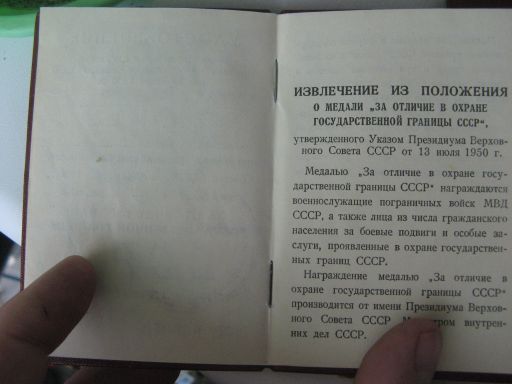 ИЗВЛЕЧЕНИЕ ИЗ ПОЛОЖЕНИЯ
О МЕДАЛИ „ЗА ОТЛИЧИЕ В ОХРАНЕ
ГОСУДАРСТВЕННОЙ ГРАНИЦЫ СССР“,
утвержденного Указом Президиума Верхов-
ного Совета СССР от 13 июля 1950 г.
Медалью „За отличие в охране госу-
дарственной границы СССР“ награждаются
военнослужащие пограничных войск МВД
СССР, а также лица из числа гражданского
населения за боевые подвиги и особые за-
слуги, проявленные в охране государствен-
ных границ СССР.
Награждение медалью „За отличие в
охране государственной границы СССР“
производится от имени Президиума Верхов-
ного Совета СССР Министром внутрен-
них дел СССР.